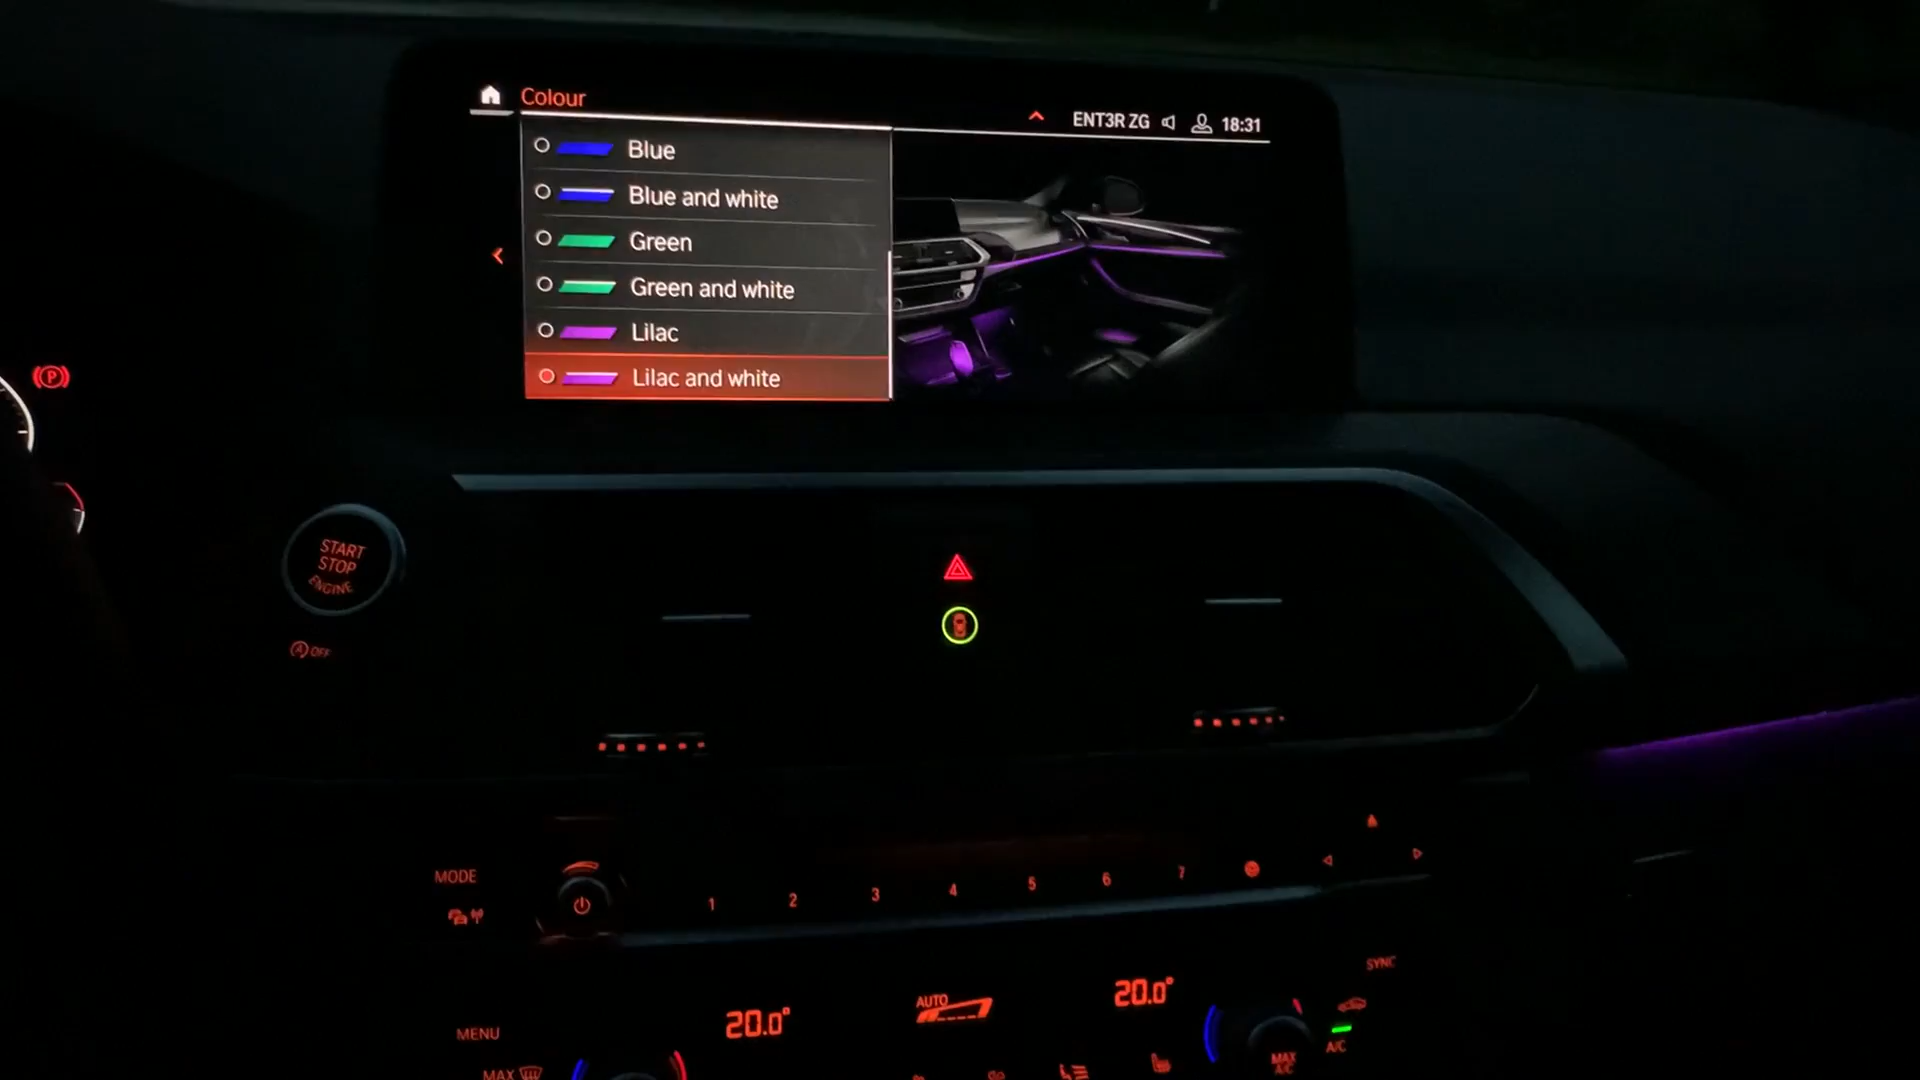 Colour
ENT3R ZG 18:31
Blue
Blue and white
Green
Green and white
Lilac
Lilac and white
P
START
STOP
ENGINE
A OFF
MODE
1 2 3 4 5 6 7
SYNC
20.0° AUTO 20.0°
MENU
A/C
MAX
MAX
A/C